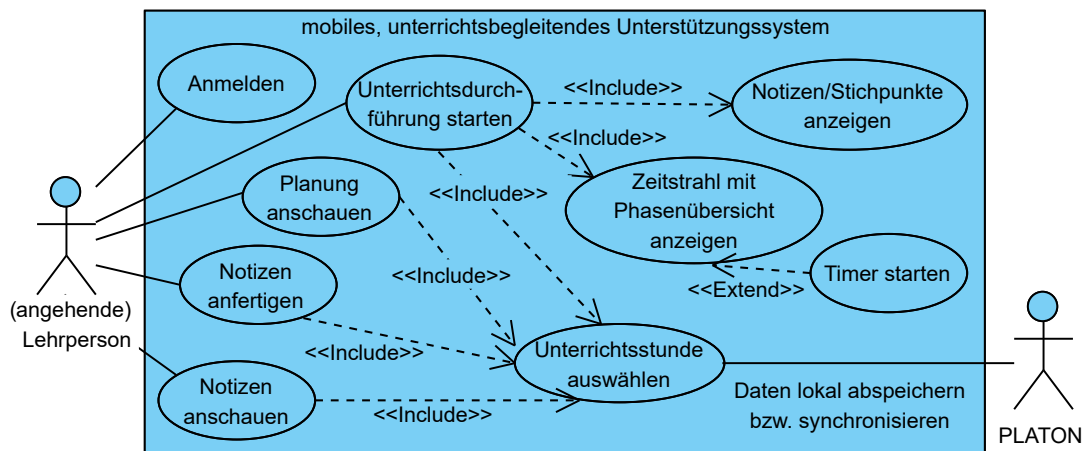 mobiles, unterrichtsbegleitendes Unterstützungssystem
Anmelden
Unterrichtsdurch-
führung starten
<<Include>>
Notizen/Stichpunkte
anzeigen
<<Include>>
Planung
anschauen
<<Include>>
Zeitstrahl mit
Phasenübersicht
anzeigen
Notizen
anfertigen
<<Include>>
Timer starten
<<Extend>>
(angehende)
Lehrperson
<<Include>>
Unterrichtsstunde
auswählen
Notizen
anschauen
<<Include>>
Daten lokal abspeichern
bzw. synchronisieren
PLATON